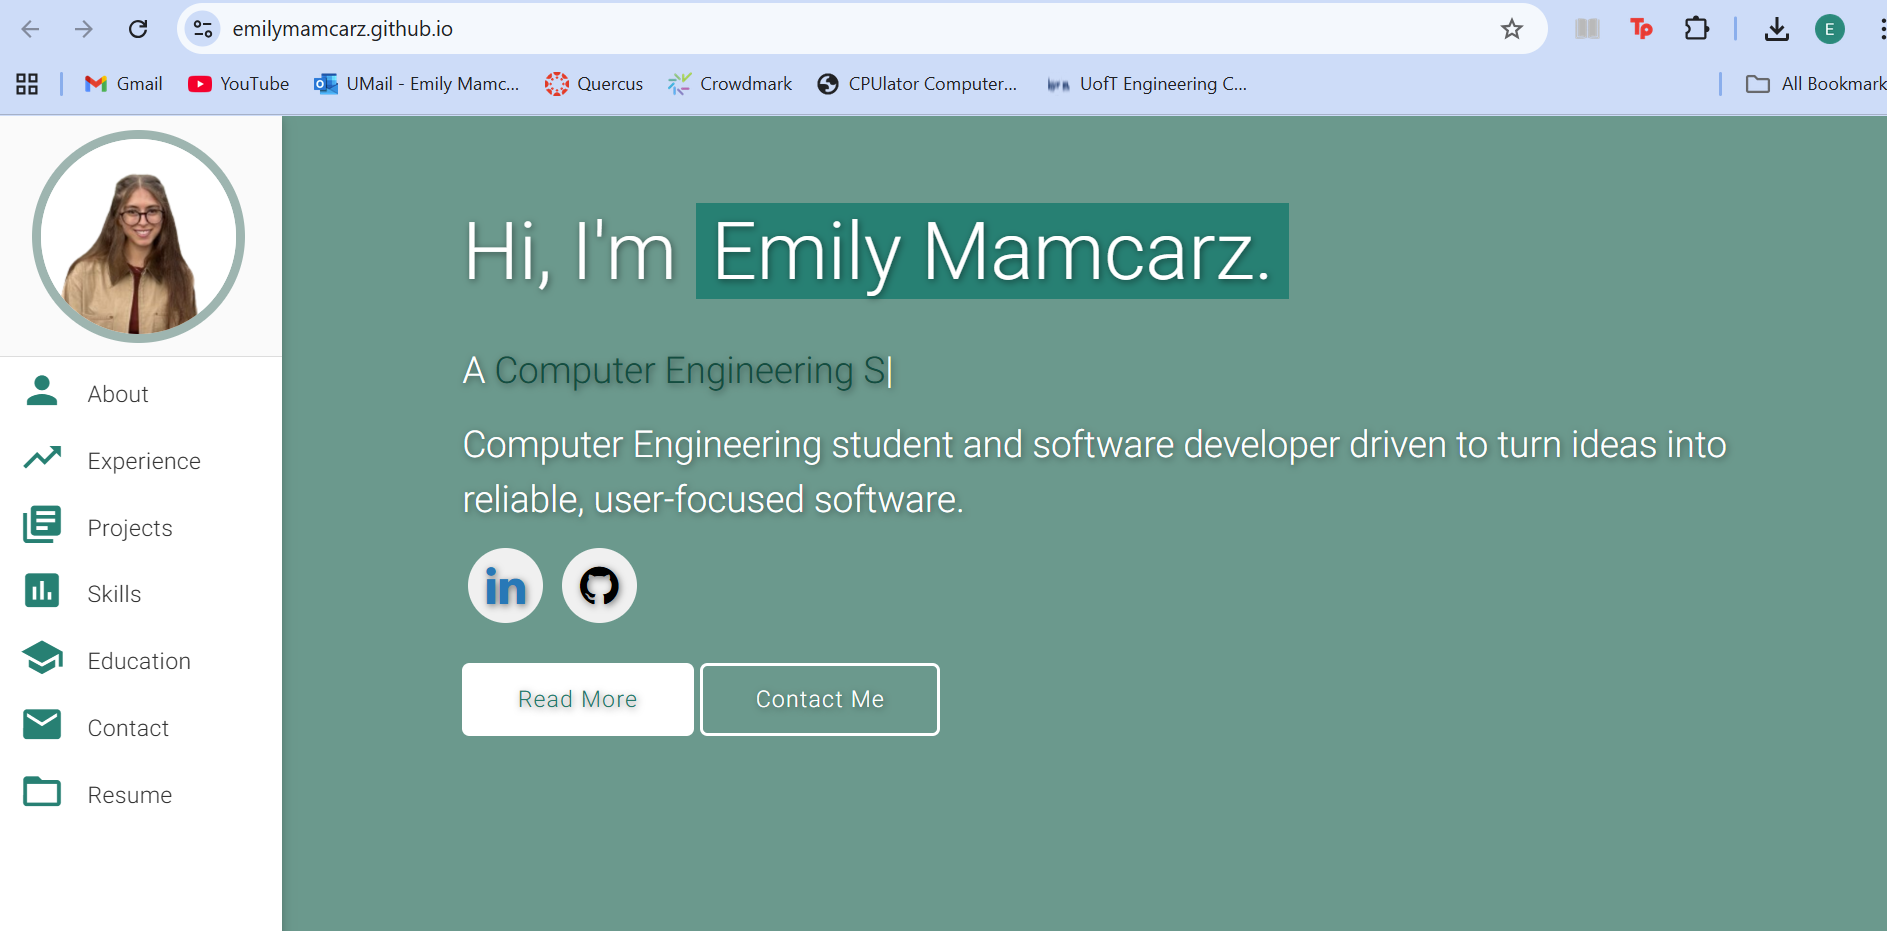 emilymamcarz.github.io
Gmail YouTube UMail - Emily Mamc... Quercus Crowdmark CPUlator Computer... UofT Engineering C... All Bookmark
Hi, I'm Emily Mamcarz.
A Computer Engineering S|
Computer Engineering student and software developer driven to turn ideas into
reliable, user-focused software.
in
Read More Contact Me
About
Experience
Projects
Skills
Education
Contact
Resume
Tp
E